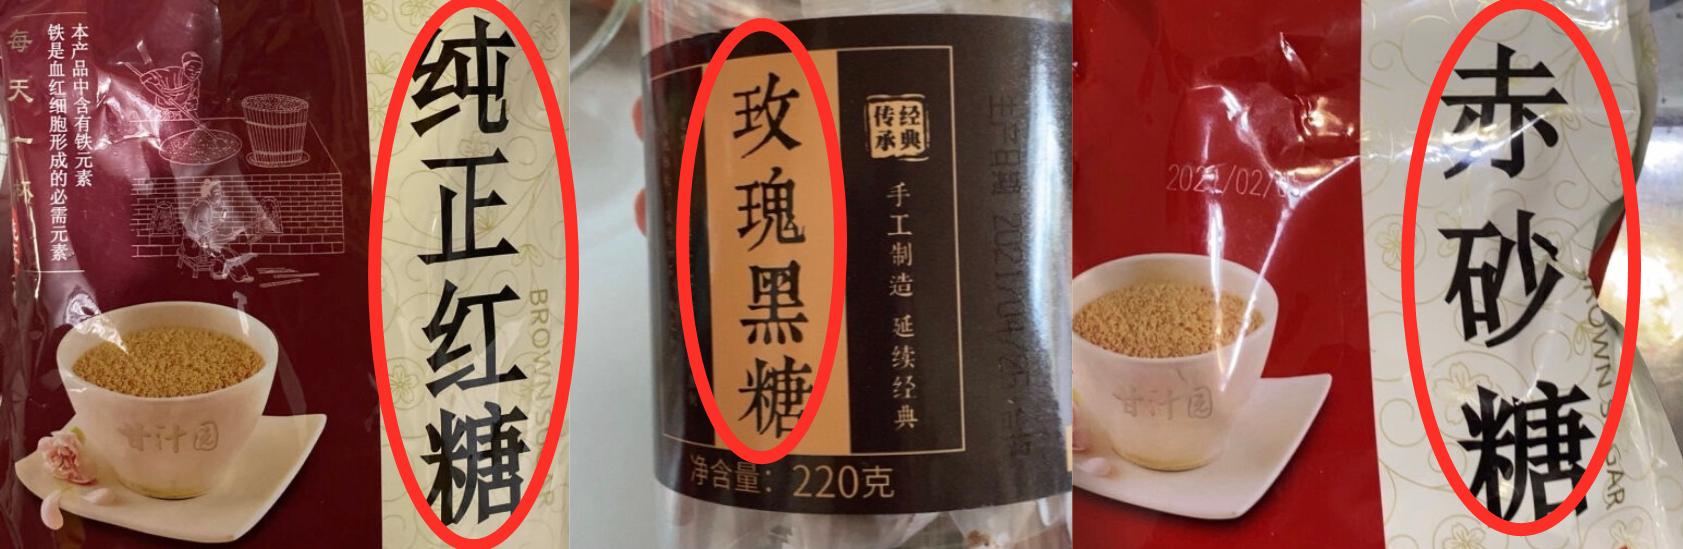 每天一杯
本产品中含有铁元素
铁是血红细胞形成的必需元素
甘汁园
纯正红糖
BROWN SUGAR
玫瑰黑糖
经典
传承
手工制造 延续经典
净含量：220克
甘汁园
赤砂糖
BROWN SUGAR